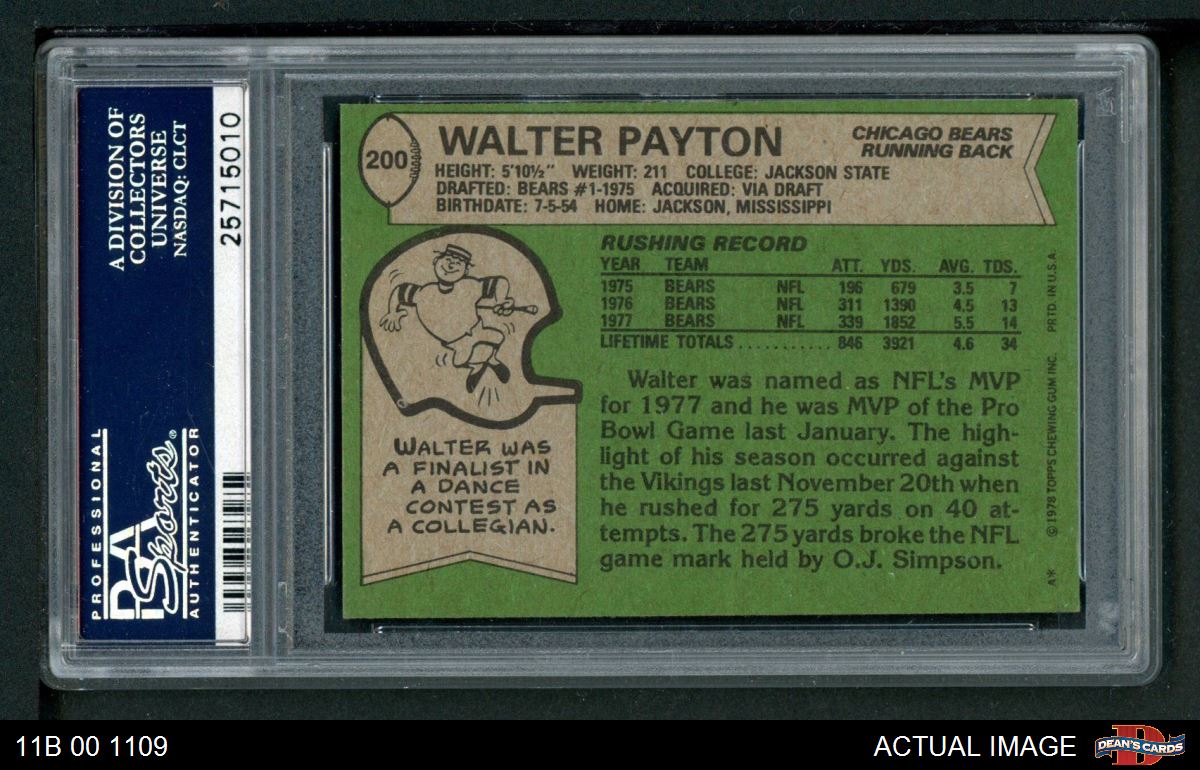 A DIVISION OF
COLLECTORS
UNIVERSE
NASDAQ: CLCT
25715010
PROFESSIONAL
PSA
Sports®
AUTHENTICATOR
200
WALTER PAYTON
CHICAGO BEARS
RUNNING BACK
HEIGHT: 5'10½" WEIGHT: 211 COLLEGE: JACKSON STATE
DRAFTED: BEARS #1-1975 ACQUIRED: VIA DRAFT
BIRTHDATE: 7-5-54 HOME: JACKSON, MISSISSIPPI
RUSHING RECORD
YEAR TEAM ATT. YDS. AVG. TDS.
1975 BEARS NFL 196 679 3.5 7
1976 BEARS NFL 311 1390 4.5 13
1977 BEARS NFL 339 1852 5.5 14
LIFETIME TOTALS........... 846 3921 4.6 34
WALTER WAS
A FINALIST IN
A DANCE
CONTEST AS
A COLLEGIAN.
Walter was named as NFL's MVP
for 1977 and he was MVP of the Pro
Bowl Game last January. The high-
light of his season occurred against
the Vikings last November 20th when
he rushed for 275 yards on 40 at-
tempts. The 275 yards broke the NFL
game mark held by O.J. Simpson.
A* © 1978 TOPPS CHEWING GUM INC. PRTD. IN U.S.A.
11B 00 1109
ACTUAL IMAGE
D
DEAN'S CARDS